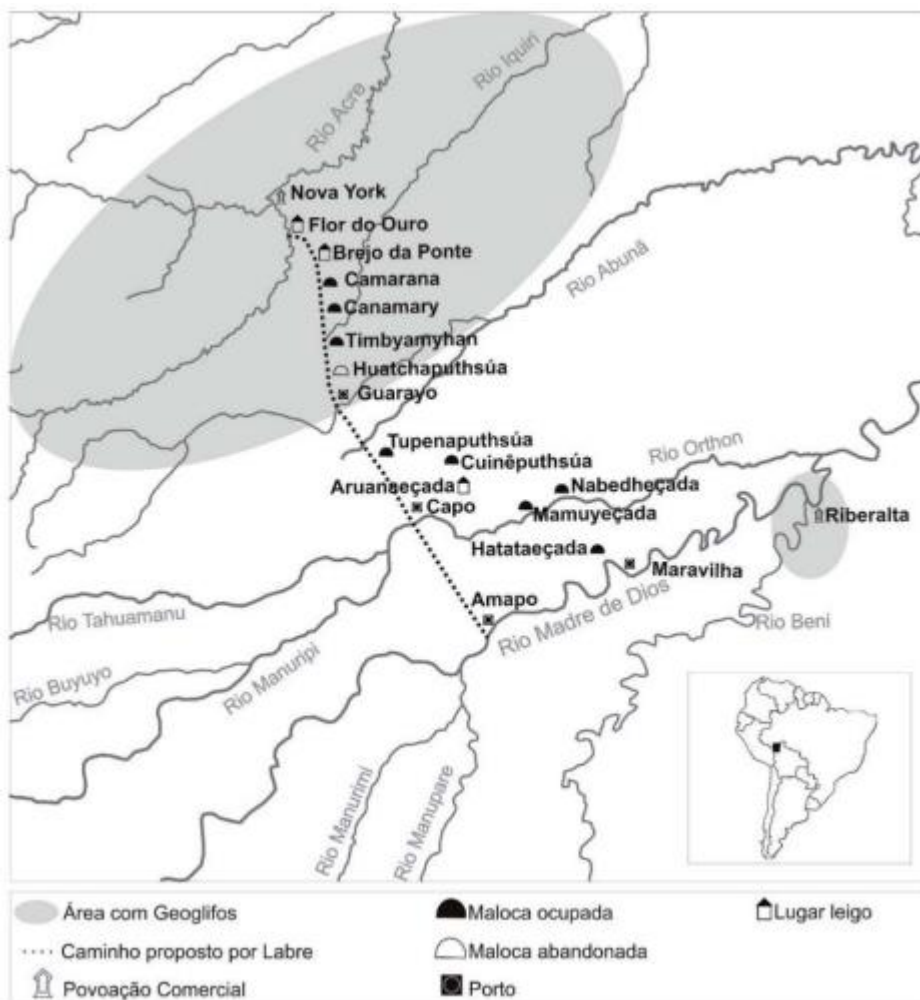 Rio Iquiri
Rio Acre
Nova York
Flor do Ouro
Brejo da Ponte
Camarana
Canamary
Timbyamyhan
Huatchaputhsúa
Guarayo
Rio Abunã
Tupenaputhsúa
Cuinêputhsúa
Aruanseçada
Capo
Rio Orthon
Nabedheçada
Mamuyeçada
Riberalta
Hatataeçada
Maravilha
Amapo
Rio Madre de Dios
Rio Beni
Rio Tahuamanu
Rio Buyuyo
Rio Manuripi
Rio Manurimi
Rio Manupare
Área com Geoglifos
Maloca ocupada
Lugar leigo
Caminho proposto por Labre
Maloca abandonada
Povoação Comercial
Porto